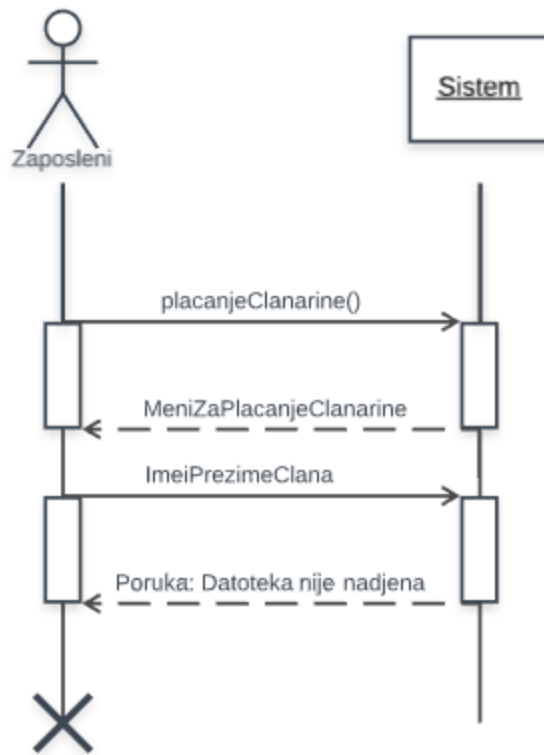 Zaposleni
Sistem
placanjeClanarine()
MeniZaPlacanjeClanarine
ImeiPrezimeClana
Poruka: Datoteka nije nadjena